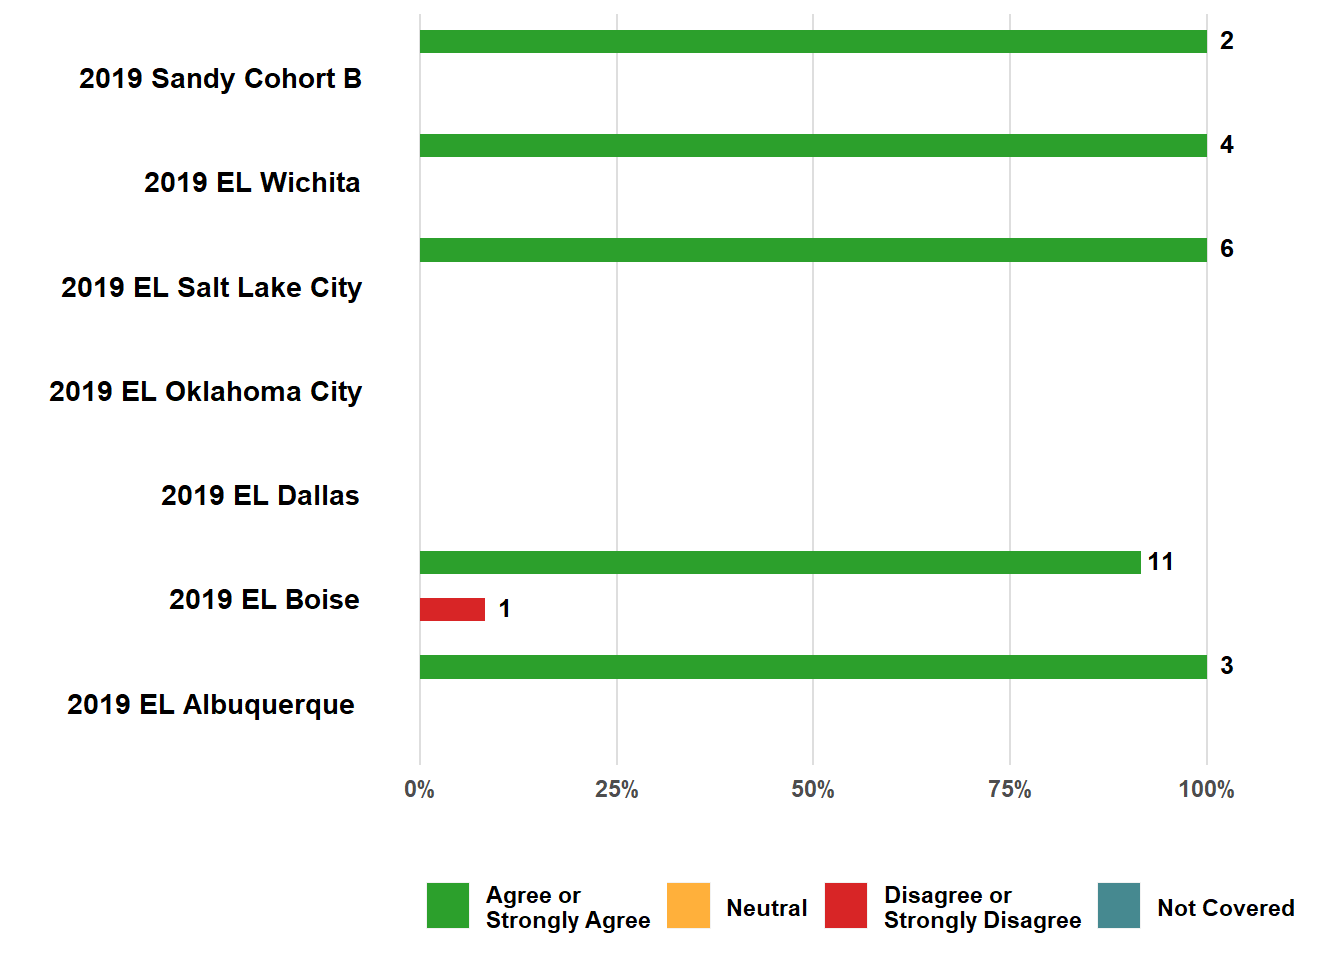 2
2019 Sandy Cohort B
4
2019 EL Wichita
6
2019 EL Salt Lake City
2019 EL Oklahoma City
2019 EL Dallas
11
2019 EL Boise
1
3
2019 EL Albuquerque
0% 25% 50% 75% 100%
Agree or
Strongly Agree
Neutral
Disagree or
Strongly Disagree
Not Covered